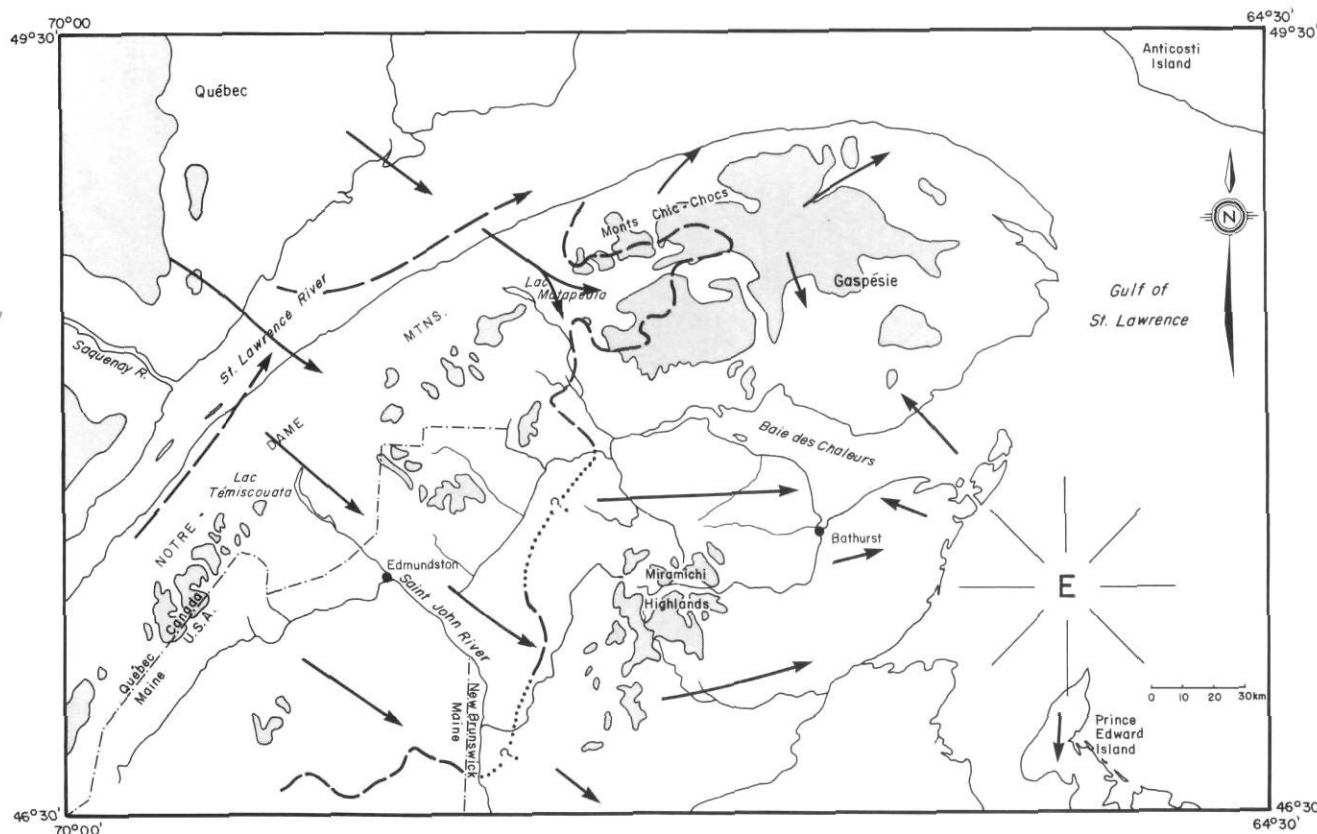 70°00'
64°30'
49°30'
49°30'
Anticosti
Island
Québec
N
Monts Chic-Chocs
Gaspésie
Gulf of
St. Lawrence
Lac
Matapédia
St. Lawrence River
MTNS.
Saguenay R.
DAME
Baie des Chaleurs
Lac
Témiscouata
NOTRE-
?
Bathurst
Edmundston
Miramichi
Highlands
E
Saint John River
Canada
U.S.A.
Québec
Maine
New Brunswick
Maine
0 10 20 30km
Prince
Edward
Island
?
46°30'
46°30'
70°00'
64°30'